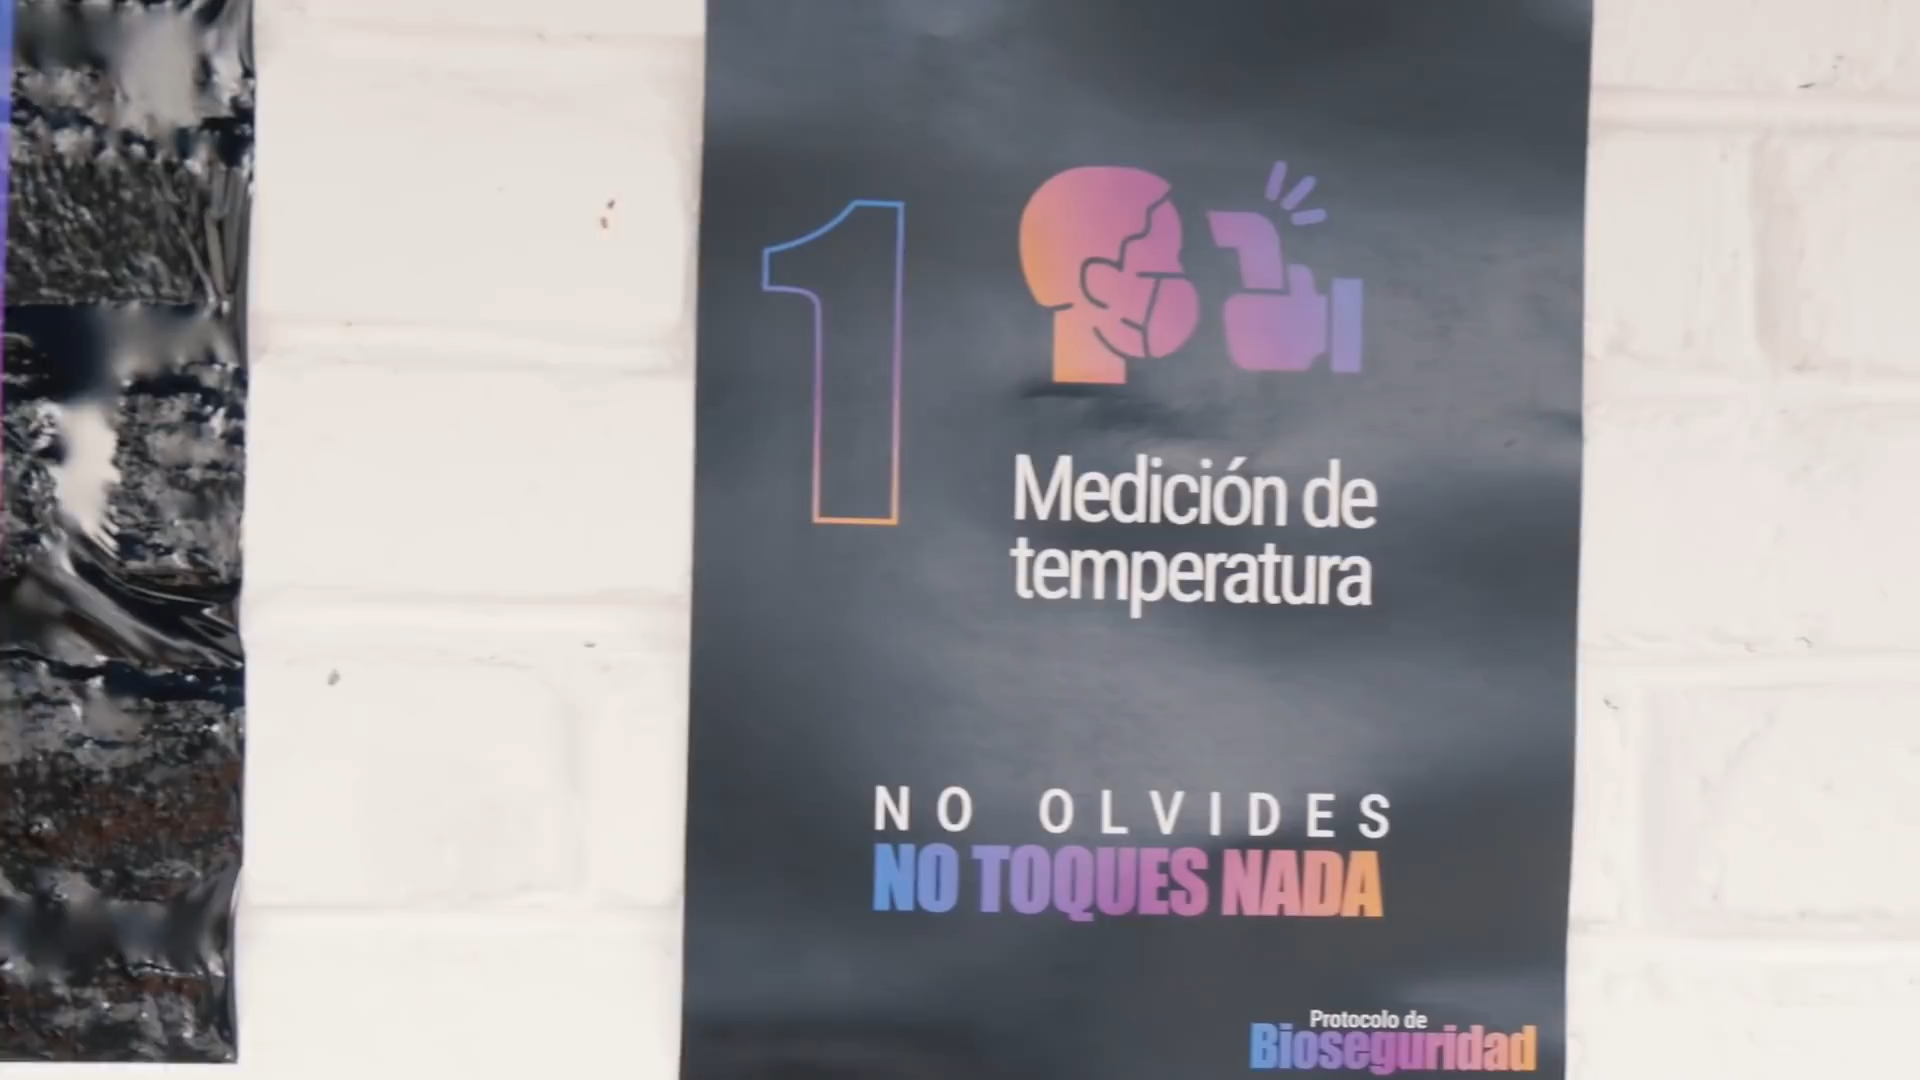 1
Medición de
temperatura
NO OLVIDES
NO TOQUES NADA
Protocolo de
Bioseguridad